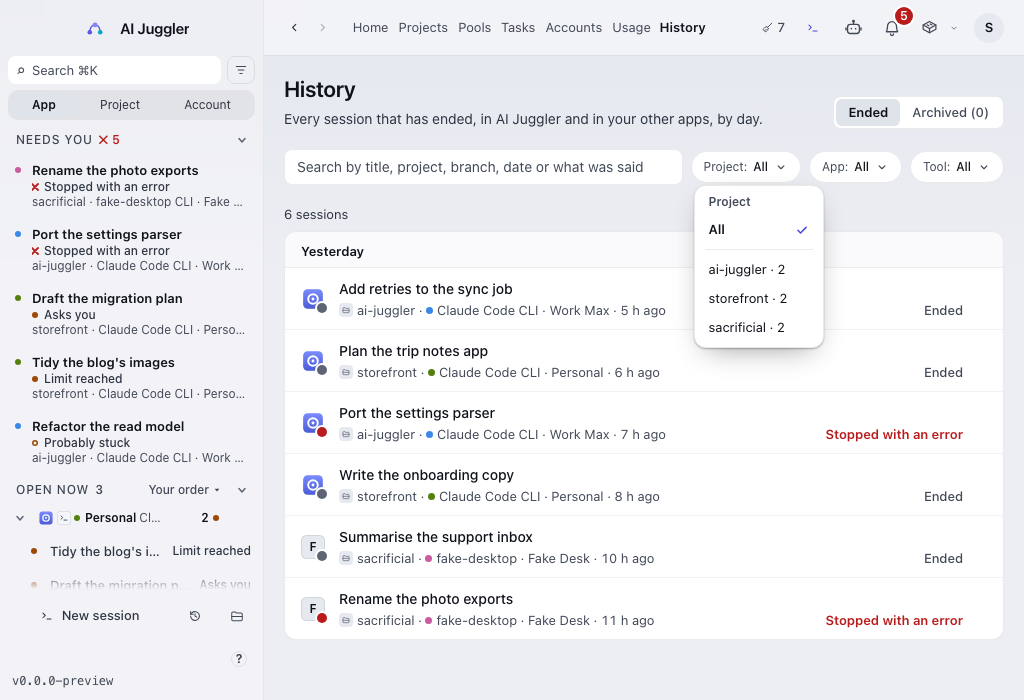 AI Juggler
Search ⌘K
App Project Account
NEEDS YOU 5
Rename the photo exports
Stopped with an error
sacrificial · fake-desktop CLI · Fake ...
Port the settings parser
Stopped with an error
ai-juggler · Claude Code CLI · Work ...
Draft the migration plan
Asks you
storefront · Claude Code CLI · Perso...
Tidy the blog's images
Limit reached
storefront · Claude Code CLI · Perso...
Refactor the read model
Probably stuck
ai-juggler · Claude Code CLI · Work ...
OPEN NOW 3 Your order
Personal Cl... 2
Tidy the blog's i... Limit reached
Draft the migration p... Asks you
New session
?
v0.0.0-preview
Home Projects Pools Tasks Accounts Usage History 7 5 S
History
Every session that has ended, in AI Juggler and in your other apps, by day.
Ended Archived (0)
Search by title, project, branch, date or what was said
Project: All App: All Tool: All
Project
All
ai-juggler · 2
storefront · 2
sacrificial · 2
6 sessions
Yesterday
Add retries to the sync job
ai-juggler · Claude Code CLI · Work Max · 5 h ago Ended
Plan the trip notes app
storefront · Claude Code CLI · Personal · 6 h ago Ended
Port the settings parser
ai-juggler · Claude Code CLI · Work Max · 7 h ago Stopped with an error
Write the onboarding copy
storefront · Claude Code CLI · Personal · 8 h ago Ended
F Summarise the support inbox
sacrificial · fake-desktop · Fake Desk · 10 h ago Ended
F Rename the photo exports
sacrificial · fake-desktop · Fake Desk · 11 h ago Stopped with an error